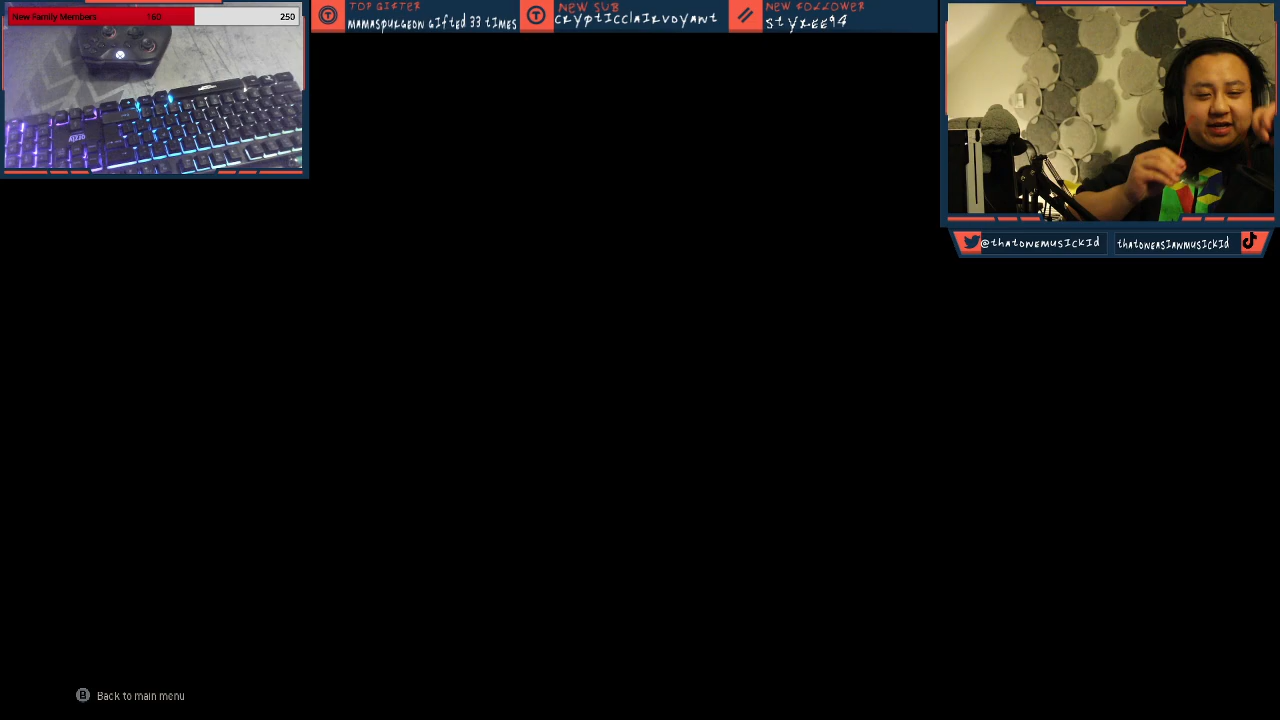 New Family Members 160 250
TOP GIFTER
mamaspurgeon gifted 33 times
NEW SUB
crypticclairvoyant
NEW FOLLOWER
styxee94
@thatonemusickid
thatoneasianmusickid
B Back to main menu